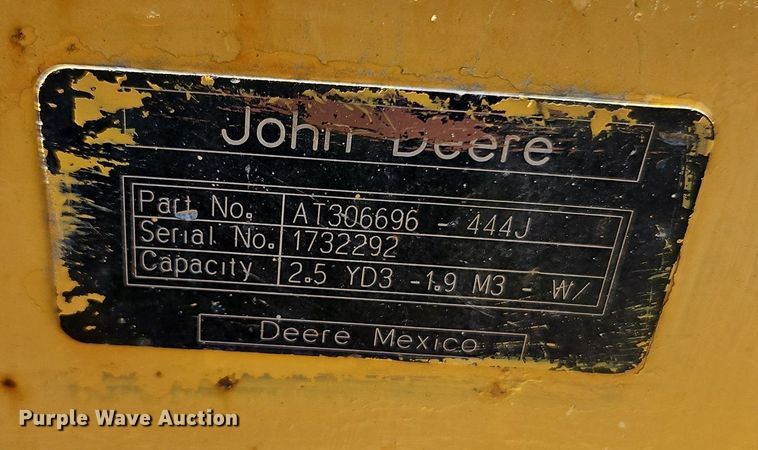 John Deere
Part No. AT306696 - 444J
Serial No. 1732292
Capacity 2.5 YD3 -1.9 M3 - W/
Deere Mexico
Purple Wave Auction